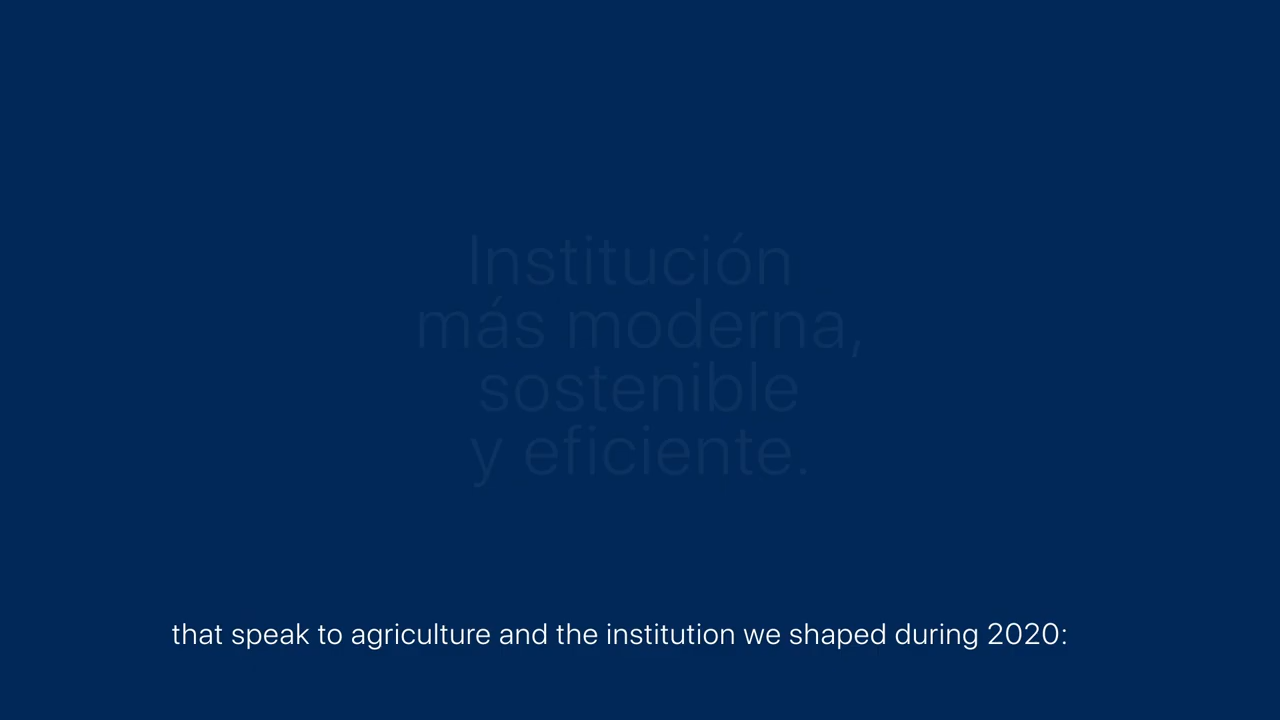 Institución
más moderna,
sostenible
y eficiente.
that speak to agriculture and the institution we shaped during 2020: